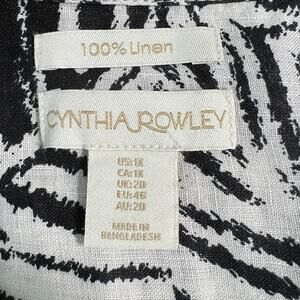 100% Linen
CYNTHIA ROWLEY
US:1X
CA:1X
UK:20
EU:46
AU:20
MADE IN
BANGLADESH